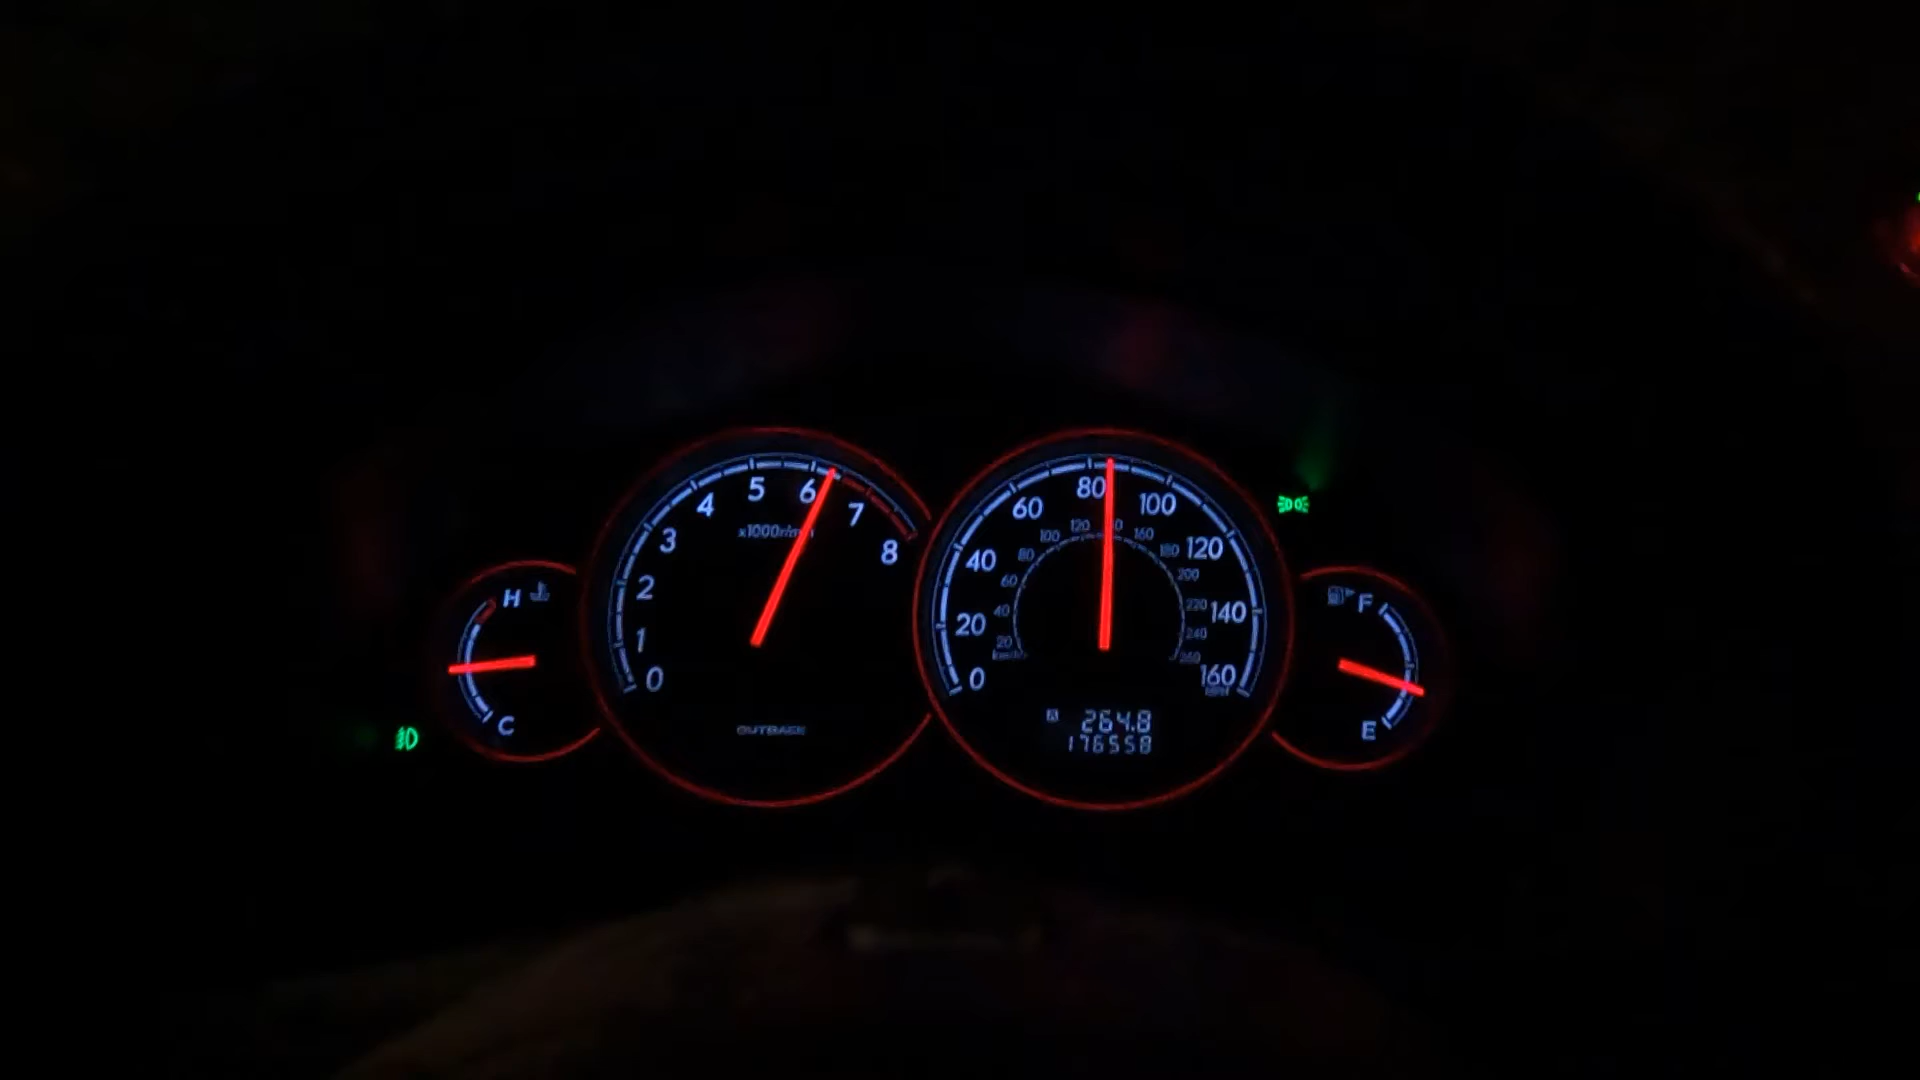 0 1 2 3 4 5 6 7 8
x1000r/min
OUTBACK
H
C
0 20 40 60 80 100 120 140 160
MPH
20 40 60 80 100 120 160 180 200 220 240 260
km/h
A 264.8
176558
F
E